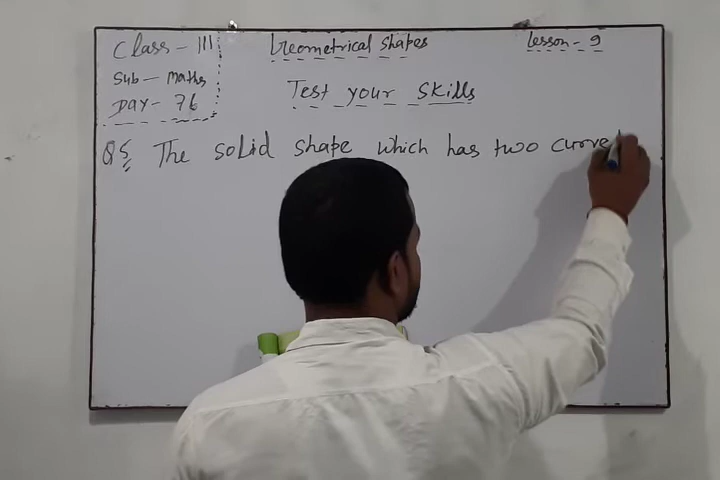 Class - III
Geometrical Shapes
Lesson - 9
Sub - Maths
Test your Skills
Day - 76
Q5 The solid shape which has two curve